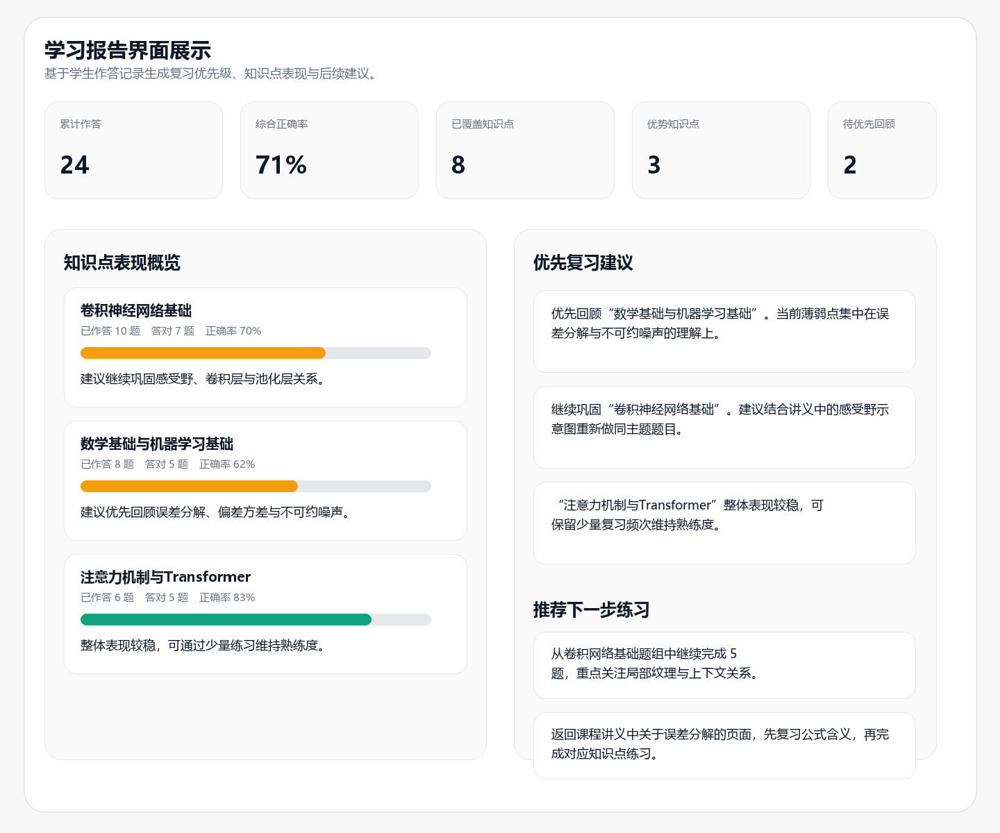 学习报告界面展示
基于学生作答记录生成复习优先级、知识点表现与后续建议。
累计作答
24
综合正确率
71%
已覆盖知识点
8
优势知识点
3
待优先回顾
2
知识点表现概览
卷积神经网络基础
已作答 10 题 答对 7 题 正确率 70%
建议继续巩固感受野、卷积层与池化层关系。
数学基础与机器学习基础
已作答 8 题 答对 5 题 正确率 62%
建议优先回顾误差分解、偏差方差与不可约噪声。
注意力机制与Transformer
已作答 6 题 答对 5 题 正确率 83%
整体表现较稳，可通过少量练习维持熟练度。
优先复习建议
优先回顾“数学基础与机器学习基础”。当前薄弱点集中在误
差分解与不可约噪声的理解上。
继续巩固“卷积神经网络基础”。建议结合讲义中的感受野示
意图重新做同主题题目。
“注意力机制与Transformer”整体表现较稳，可
保留少量复习频次维持熟练度。
推荐下一步练习
从卷积网络基础题组中继续完成 5
题，重点关注局部纹理与上下文关系。
返回课程讲义中关于误差分解的页面，先复习公式含义，再完
成对应知识点练习。